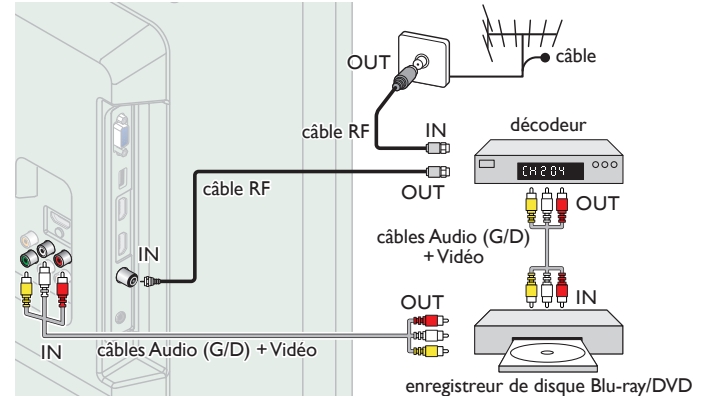 OUT
câble
câble RF
IN
décodeur
CH204
câble RF
OUT
OUT
câbles Audio (G/D)
+ Vidéo
IN
OUT
IN
IN
câbles Audio (G/D) + Vidéo
enregistreur de disque Blu-ray/DVD